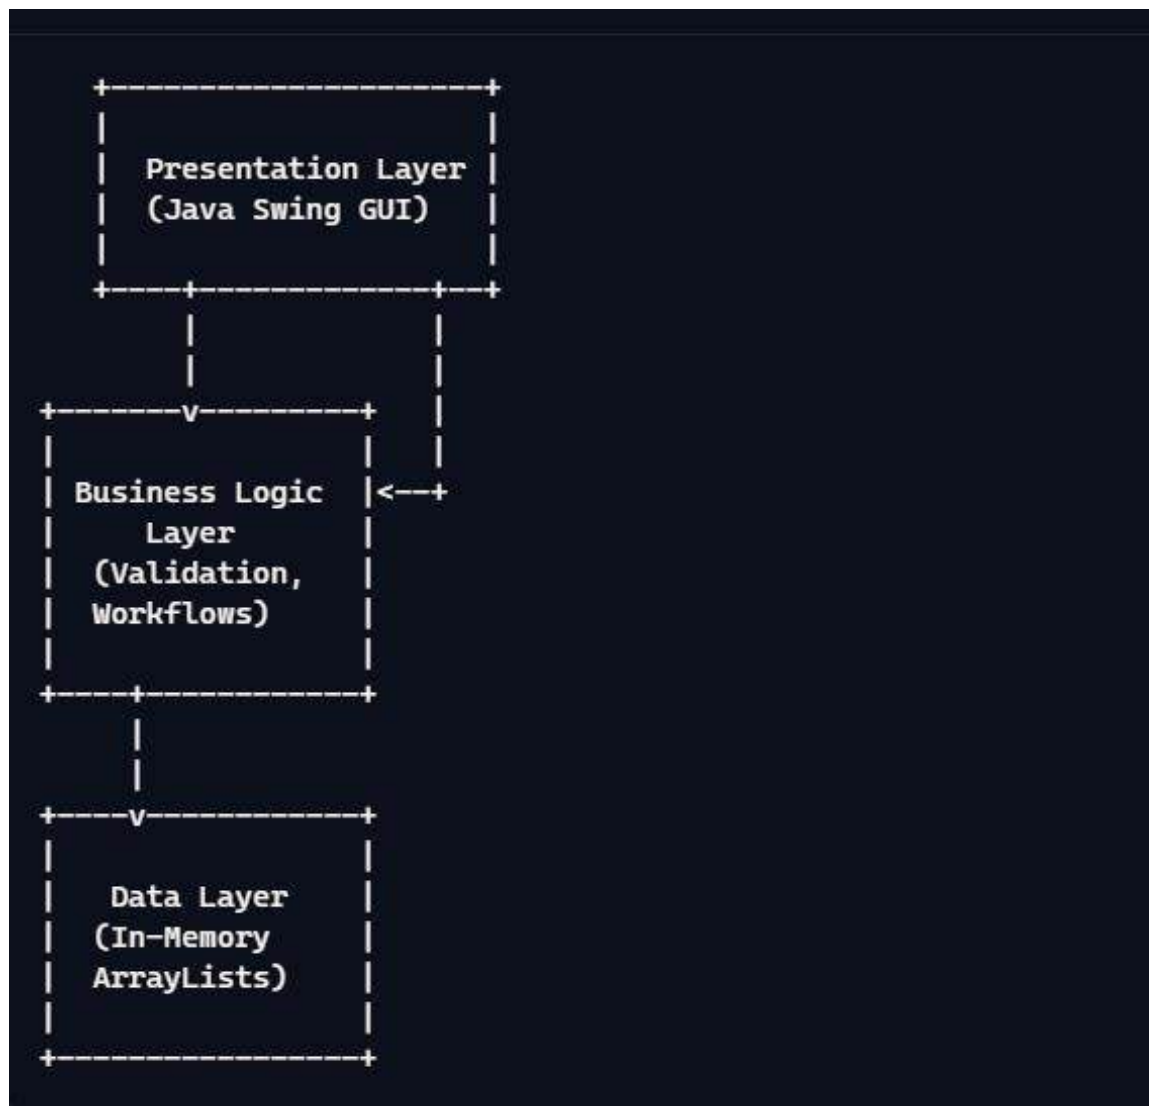 Presentation Layer
(Java Swing GUI)
Business Logic
Layer
(Validation,
Workflows)
Data Layer
(In-Memory
ArrayLists)